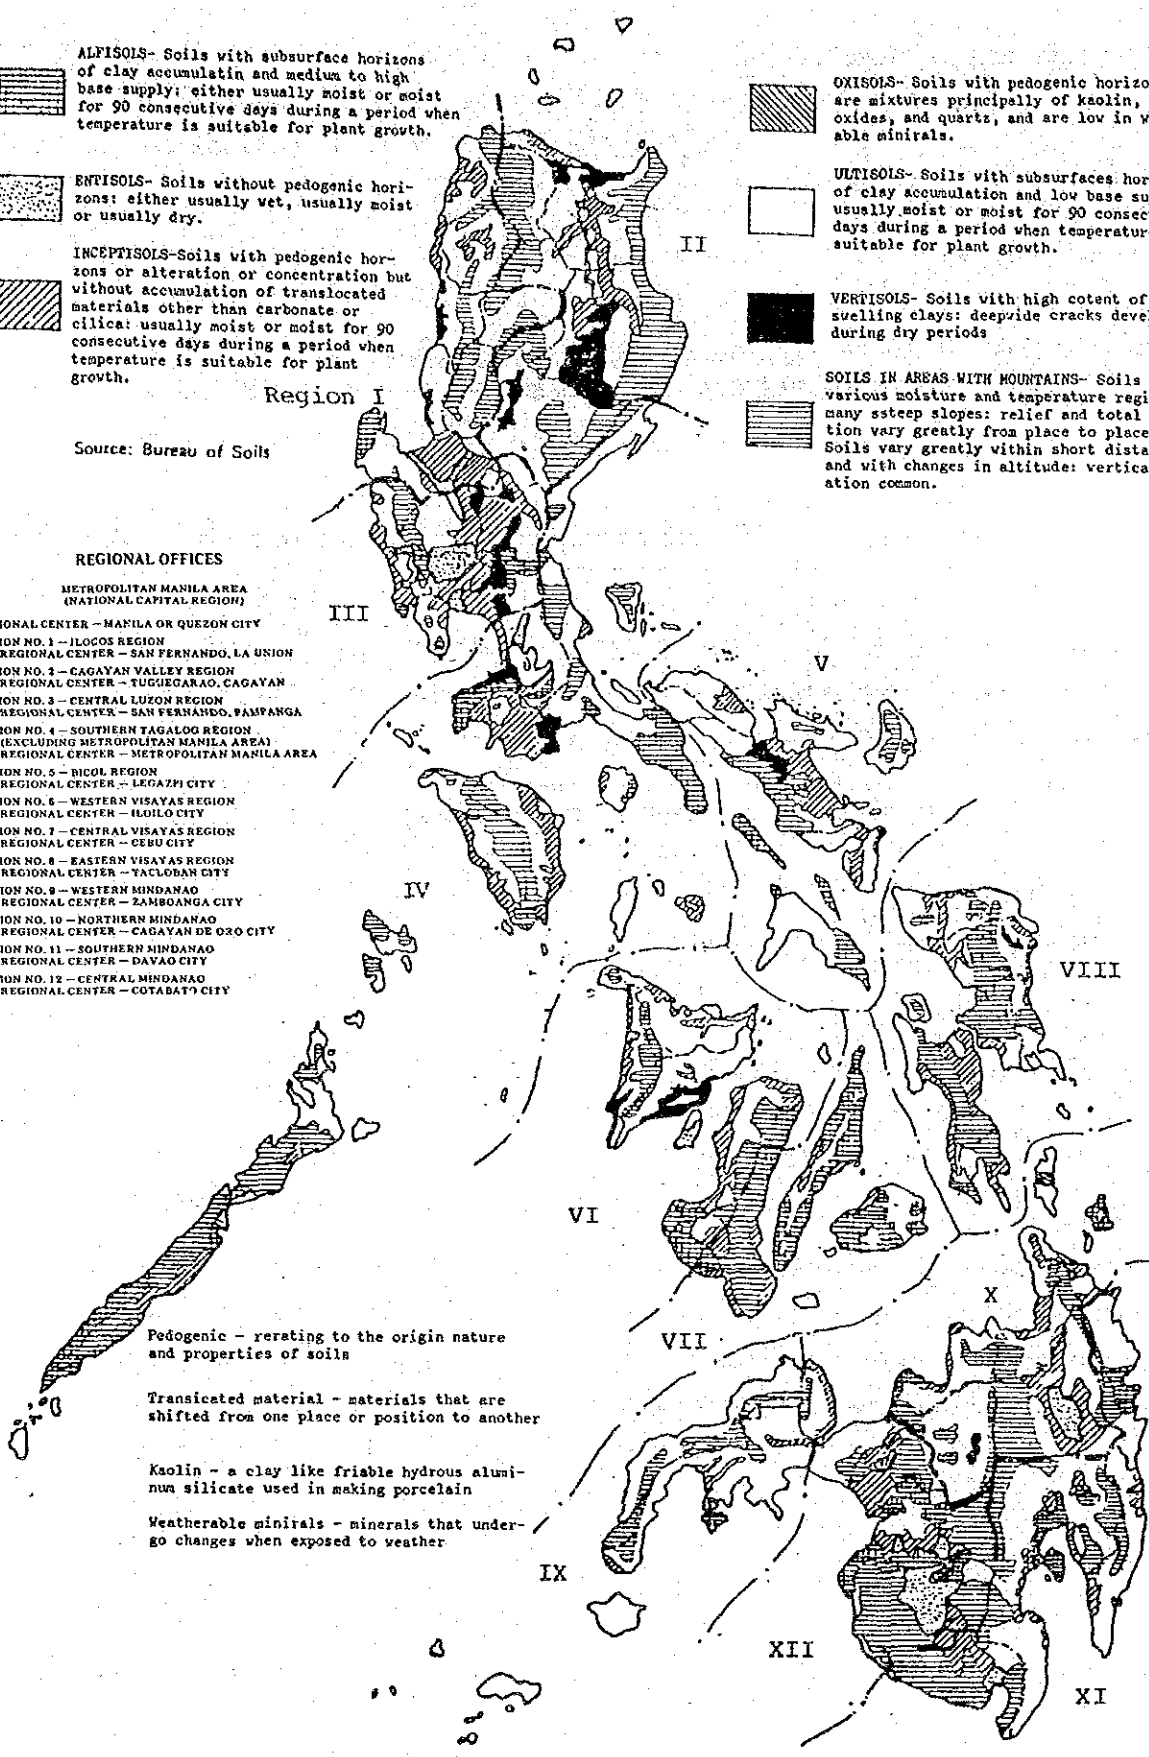 ALFISOLS- Soils with subsurface horizons
of clay accumulatin and medium to high
base supply: either usually moist or moist
for 90 consecutive days during a period when
temperature is suitable for plant growth.
ENTISOLS- Soils without pedogenic hori-
zons: either usually wet, usually moist
or usually dry.
INCEPTISOLS-Soils with pedogenic hor-
zons or alteration or concentration but
without accumulation of translocated
materials other than carbonate or
cilica: usually moist or moist for 90
consecutive days during a period when
temperature is suitable for plant
growth.
Region I
Source: Bureau of Soils
OXISOLS- Soils with pedogenic horizo
are mixtures principally of kaolin,
oxides, and quartz, and are low in w
able minirals.
ULTISOLS- Soils with subsurfaces hor
of clay accumulation and low base su
usually moist or moist for 90 consec
days during a period when temperatur
suitable for plant growth.
VERTISOLS- Soils with high cotent of
swelling clays: deepvide cracks deve
during dry periods
SOILS IN AREAS WITH MOUNTAINS- Soils
various moisture and temperature regi
many ssteep slopes: relief and total
tion vary greatly from place to place
Soils vary greatly within short dista
and with changes in altitude: vertica
ation common.
II
REGIONAL OFFICES
METROPOLITAN MANILA AREA
(NATIONAL CAPITAL REGION)
IONAL CENTER – MANILA OR QUEZON CITY
ION NO. 1 – ILOCOS REGION
REGIONAL CENTER – SAN FERNANDO, LA UNION
ION NO. 2 – CAGAYAN VALLEY REGION
REGIONAL CENTER – TUGUEGARAO, CAGAYAN
ION NO. 3 – CENTRAL LUZON REGION
REGIONAL CENTER – SAN FERNANDO, PAMPANGA
ION NO. 4 – SOUTHERN TAGALOG REGION
(EXCLUDING METROPOLITAN MANILA AREA)
REGIONAL CENTER – METROPOLITAN MANILA AREA
ION NO. 5 – BICOL REGION
REGIONAL CENTER – LEGAZPI CITY
ION NO. 6 – WESTERN VISAYAS REGION
REGIONAL CENTER – ILOILO CITY
ION NO. 7 – CENTRAL VISAYAS REGION
REGIONAL CENTER – CEBU CITY
ION NO. 8 – EASTERN VISAYAS REGION
REGIONAL CENTER – TACLOBAN CITY
ION NO. 9 – WESTERN MINDANAO
REGIONAL CENTER – ZAMBOANGA CITY
ION NO. 10 – NORTHERN MINDANAO
REGIONAL CENTER – CAGAYAN DE ORO CITY
ION NO. 11 – SOUTHERN MINDANAO
REGIONAL CENTER – DAVAO CITY
ION NO. 12 – CENTRAL MINDANAO
REGIONAL CENTER – COTABATO CITY
III
V
IV
VIII
VI
VII
X
Pedogenic – rerating to the origin nature
and properties of soils
Transicated material – materials that are
shifted from one place or position to another
Kaolin – a clay like friable hydrous alumi-
num silicate used in making porcelain
Weatherable minirals – minerals that under-
go changes when exposed to weather
IX
XII
XI